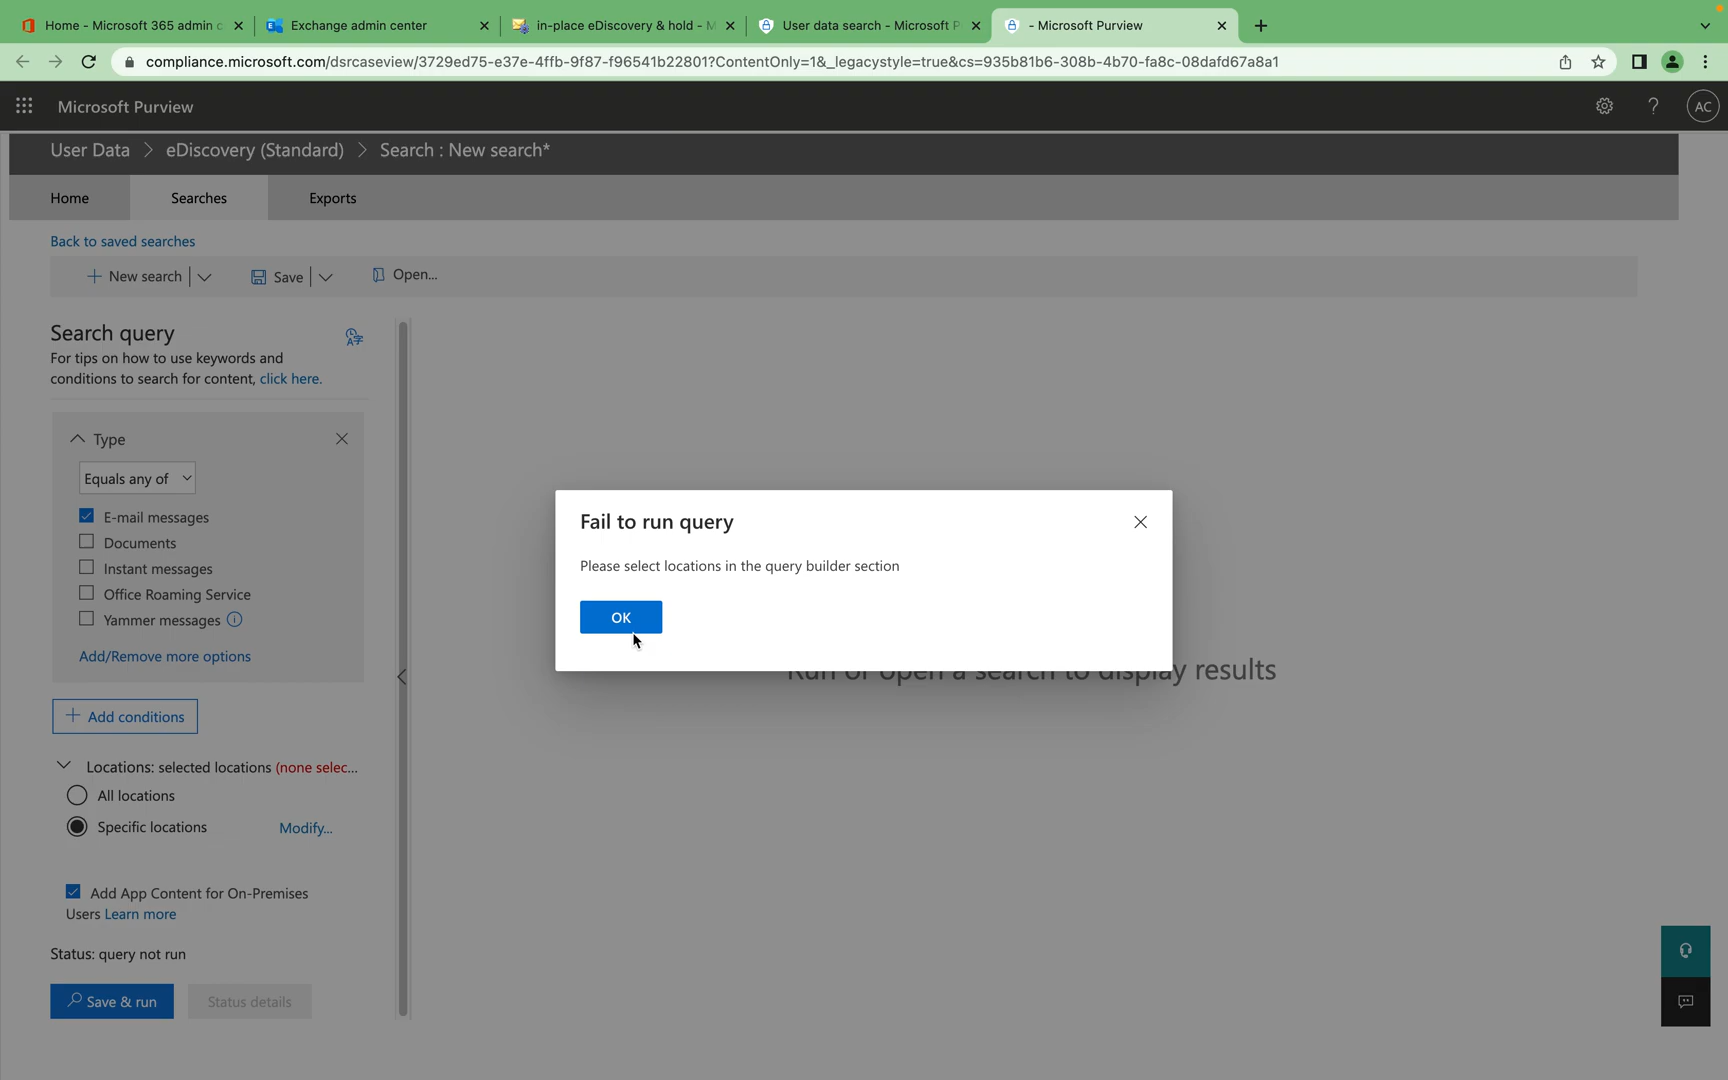 Home - Microsoft 365 admin c
Exchange admin center
in-place eDiscovery & hold - M
User data search - Microsoft P
- Microsoft Purview
compliance.microsoft.com/dsrcaseview/3729ed75-e37e-4ffb-9f87-f96541b22801?ContentOnly=1&_legacystyle=true&cs=935b81b6-308b-4b70-fa8c-08dafd67a8a1
Microsoft Purview
?
AC
User Data > eDiscovery (Standard) > Search : New search*
Home
Searches
Exports
Back to saved searches
New search
Save
Open...
Search query
For tips on how to use keywords and
conditions to search for content, click here.
Type
Equals any of
E-mail messages
Documents
Instant messages
Office Roaming Service
Yammer messages
Add/Remove more options
Add conditions
Locations: selected locations (none selec...
All locations
Specific locations
Modify...
Add App Content for On-Premises
Users Learn more
Status: query not run
Save & run
Status details
Fail to run query
Please select locations in the query builder section
OK
Run or open a search to display results